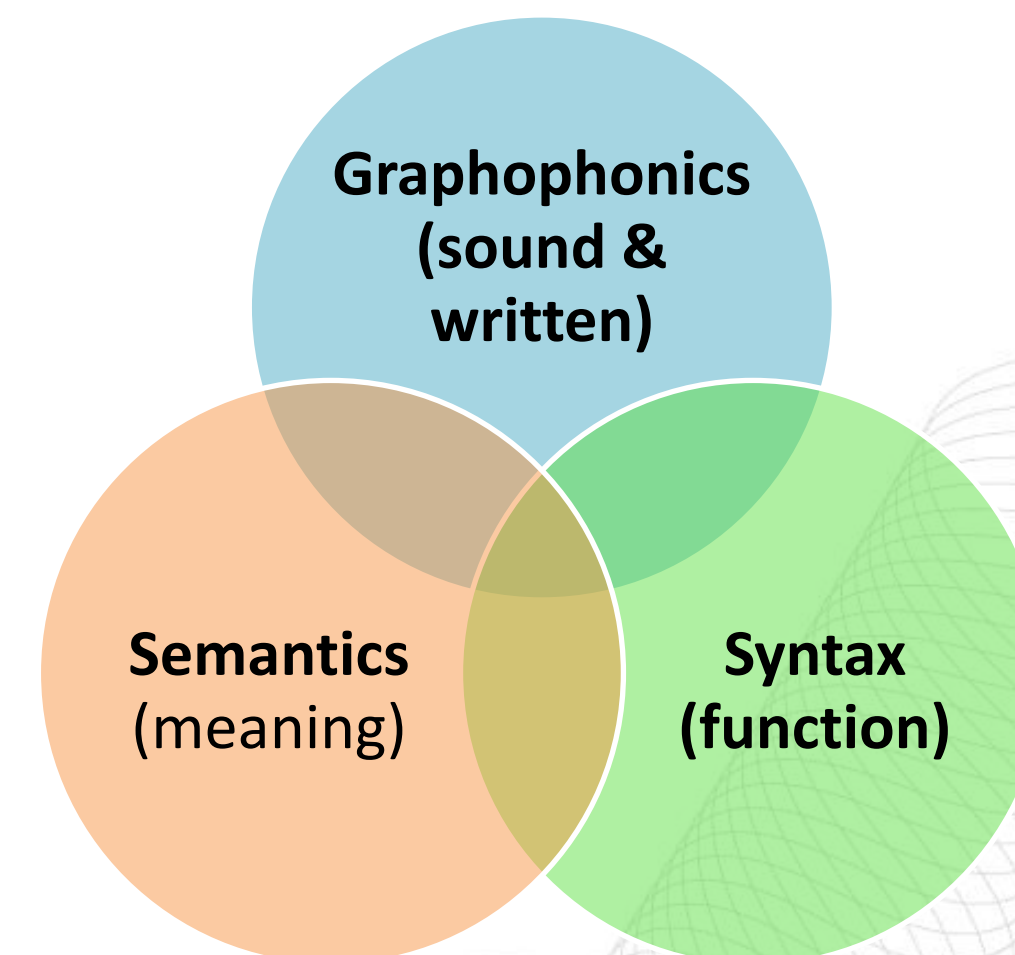 Graphophonics
(sound &
written)
Semantics
(meaning)
Syntax
(function)